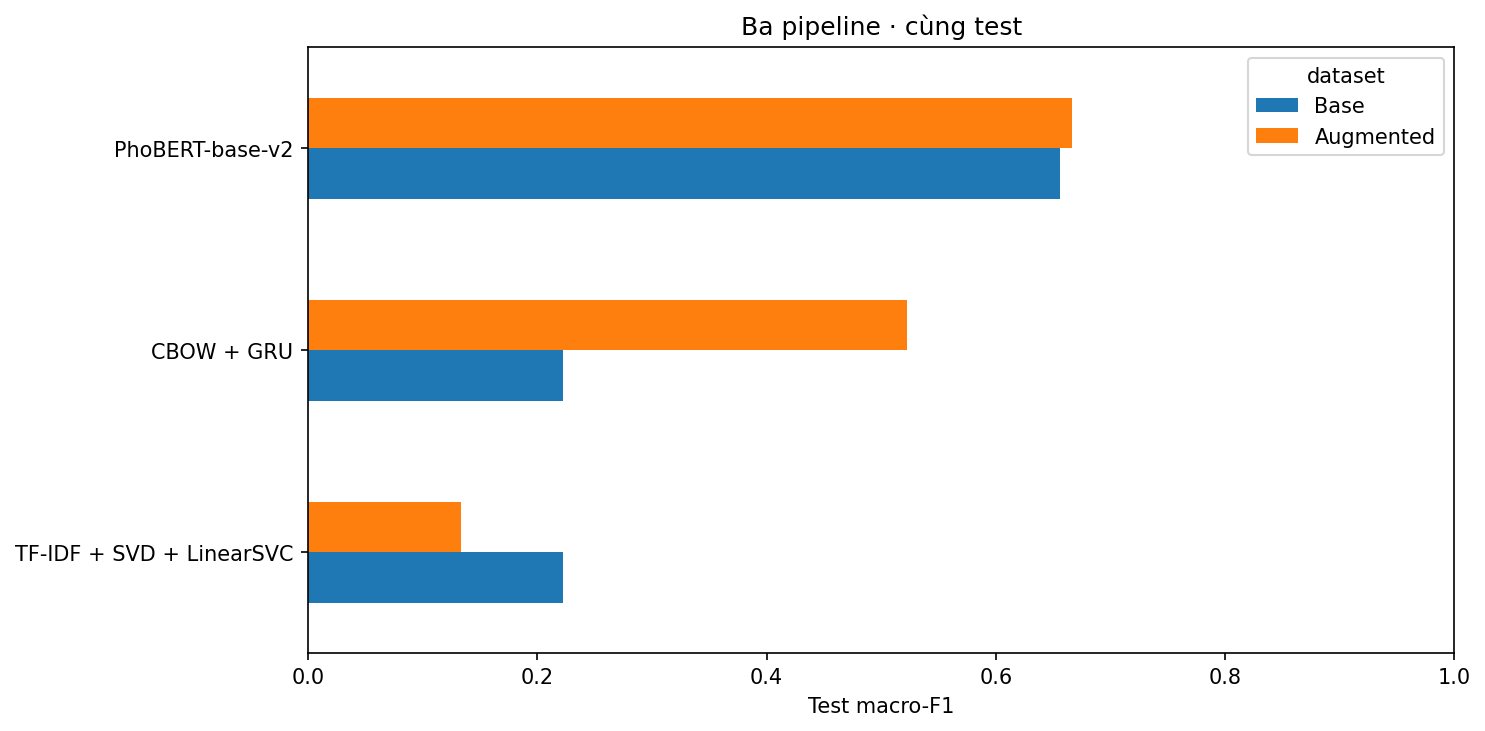 Ba pipeline · cùng test
dataset
Base
Augmented
PhoBERT-base-v2
CBOW + GRU
TF-IDF + SVD + LinearSVC
0.0 0.2 0.4 0.6 0.8 1.0
Test macro-F1